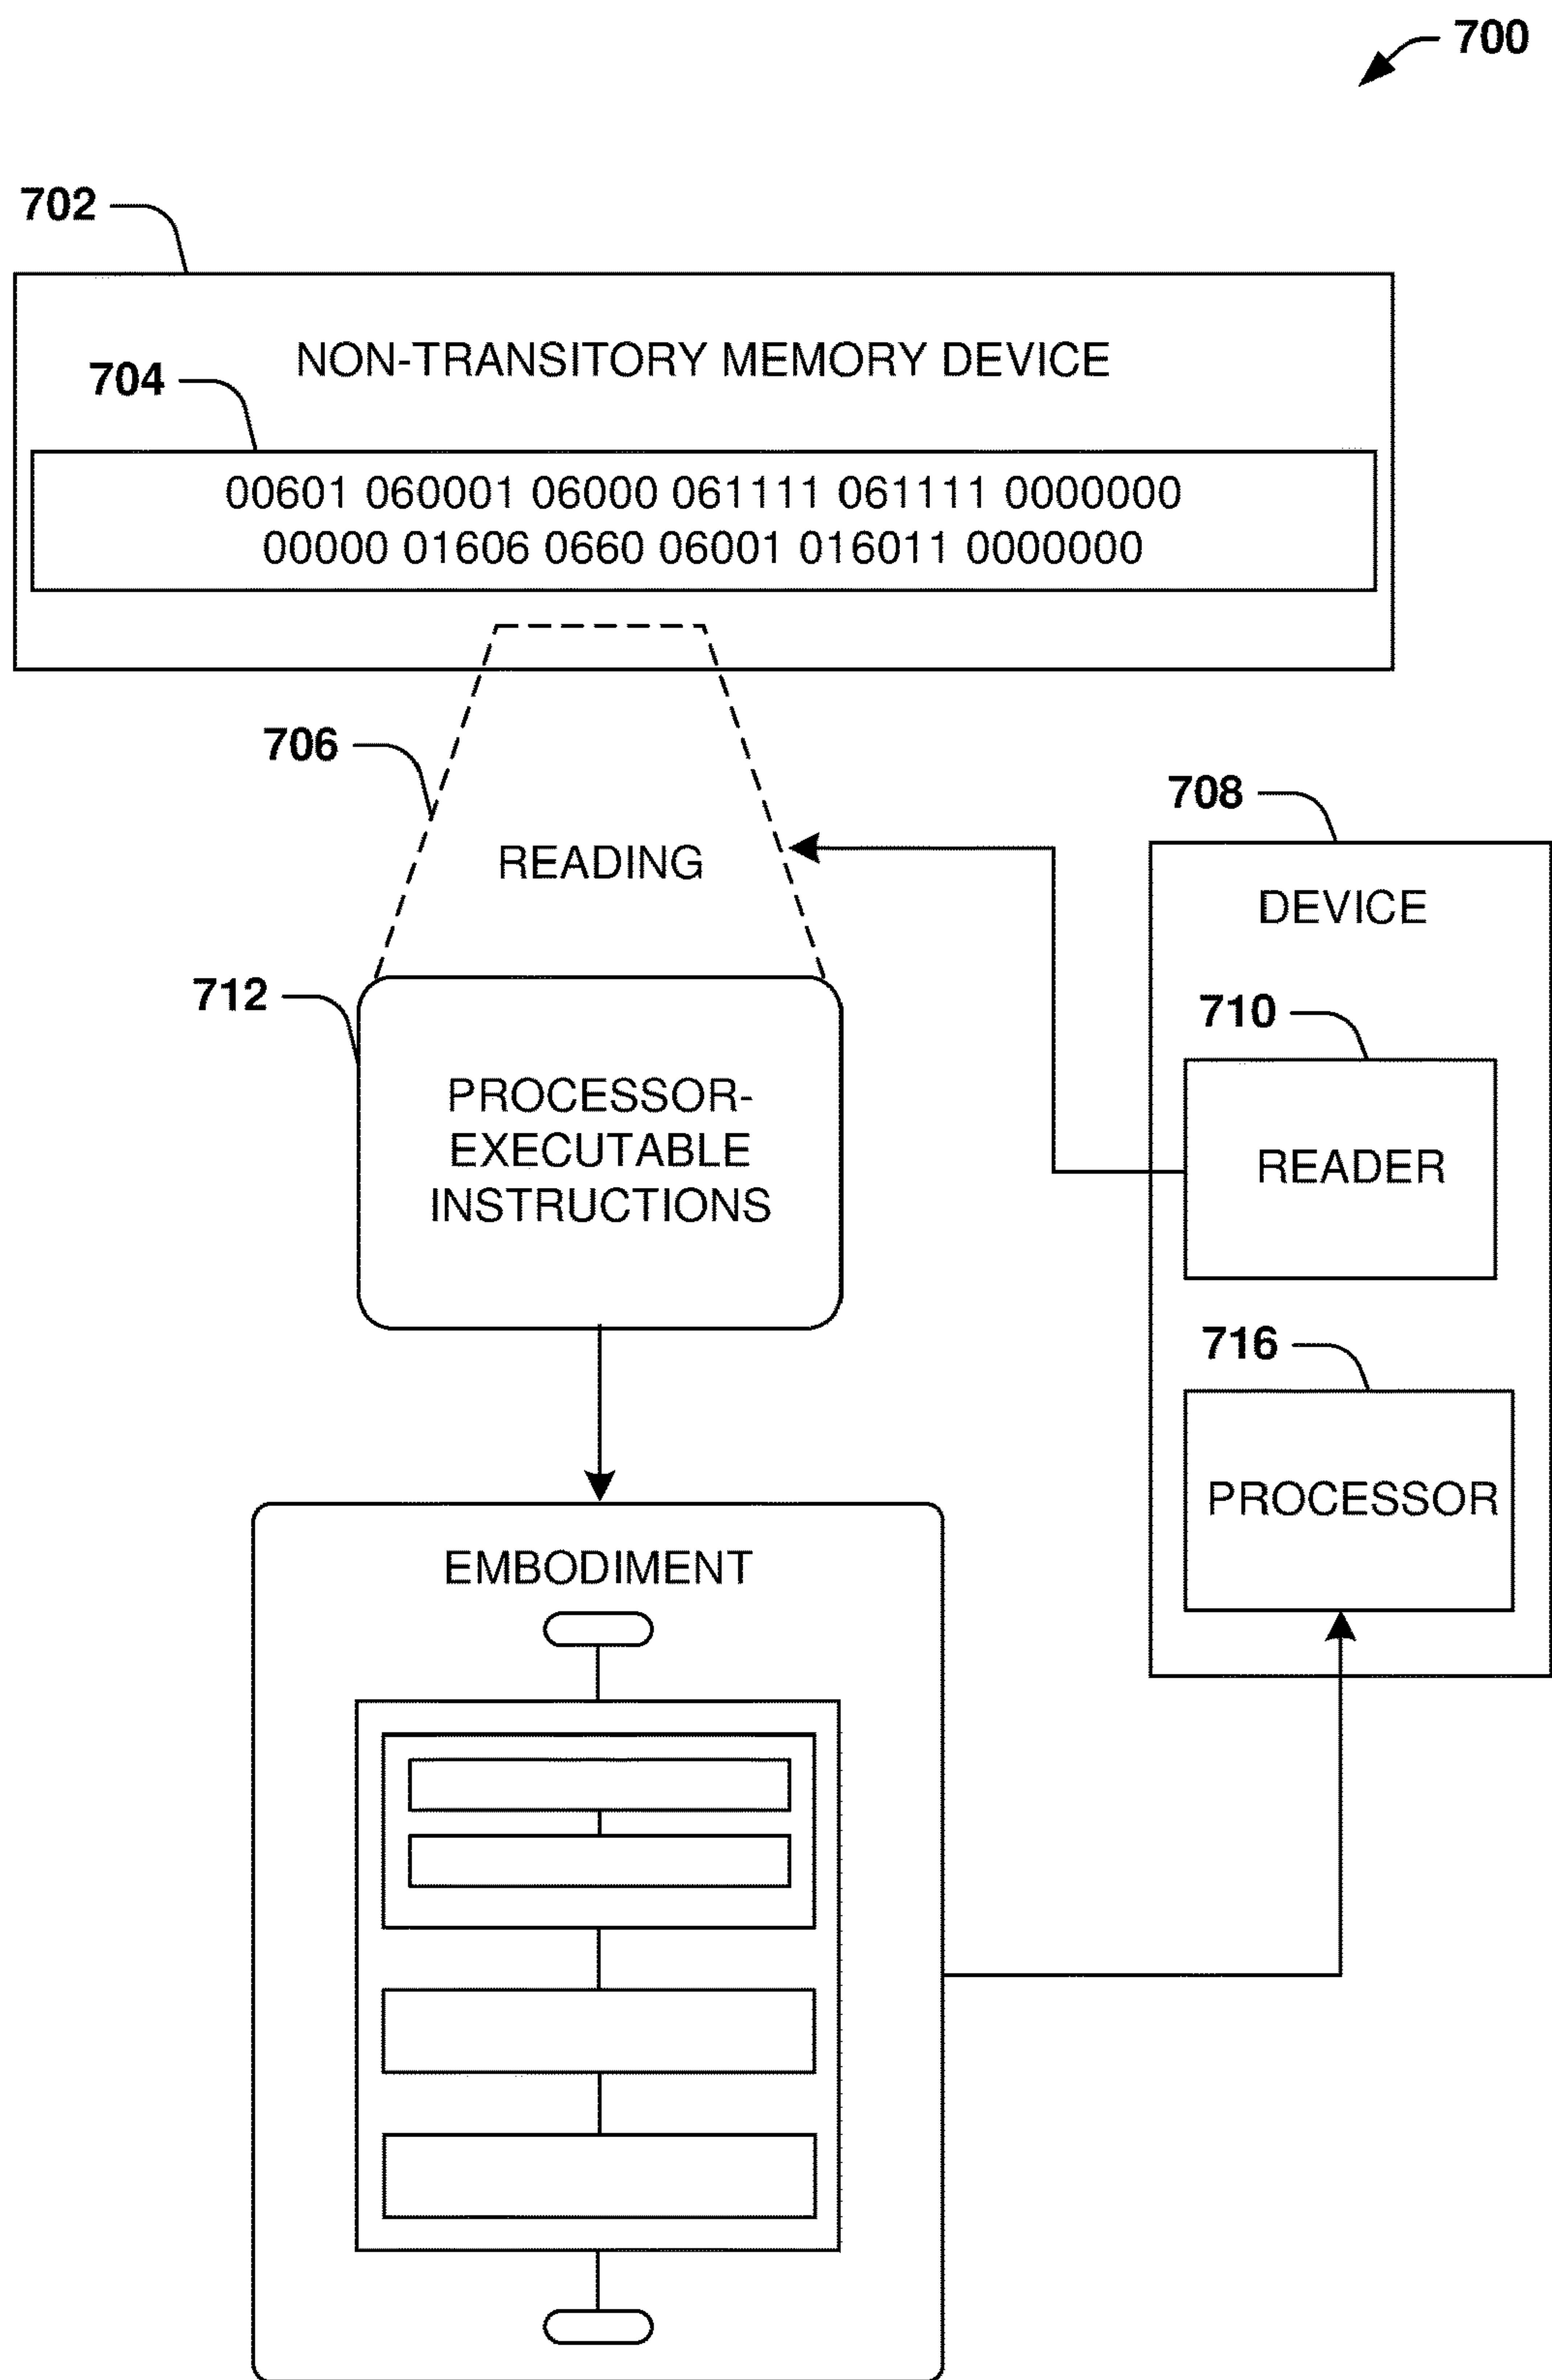 700
702
NON-TRANSITORY MEMORY DEVICE
704
00601 060001 06000 061111 061111 0000000
00000 01606 0660 06001 016011 0000000
706
READING
708
DEVICE
710
READER
712
PROCESSOR-
EXECUTABLE
INSTRUCTIONS
716
PROCESSOR
EMBODIMENT